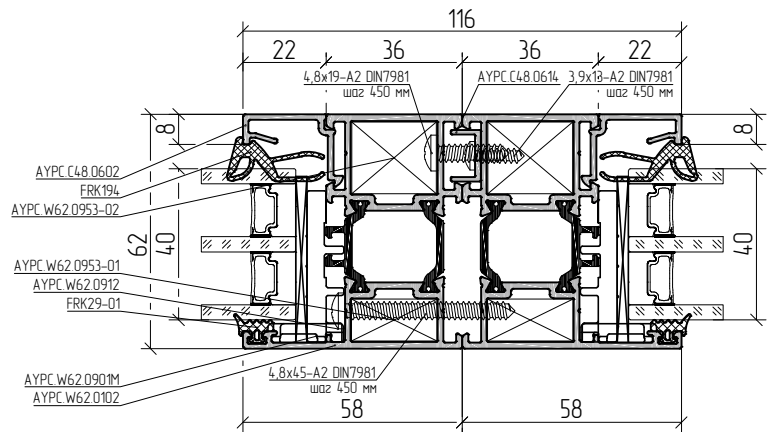 116
22
36
36
22
4,8x19-A2 DIN7981
шаг 450 мм
AYPC.C48.0614
3,9x13-A2 DIN7981
шаг 450 мм
8
8
AYPC.C48.0602
FRK194
AYPC.W62.0953-02
62
40
40
AYPC.W62.0953-01
AYPC.W62.0912
FRK29-01
AYPC.W62.0901M
AYPC.W62.0102
4,8x45-A2 DIN7981
шаг 450 мм
58
58